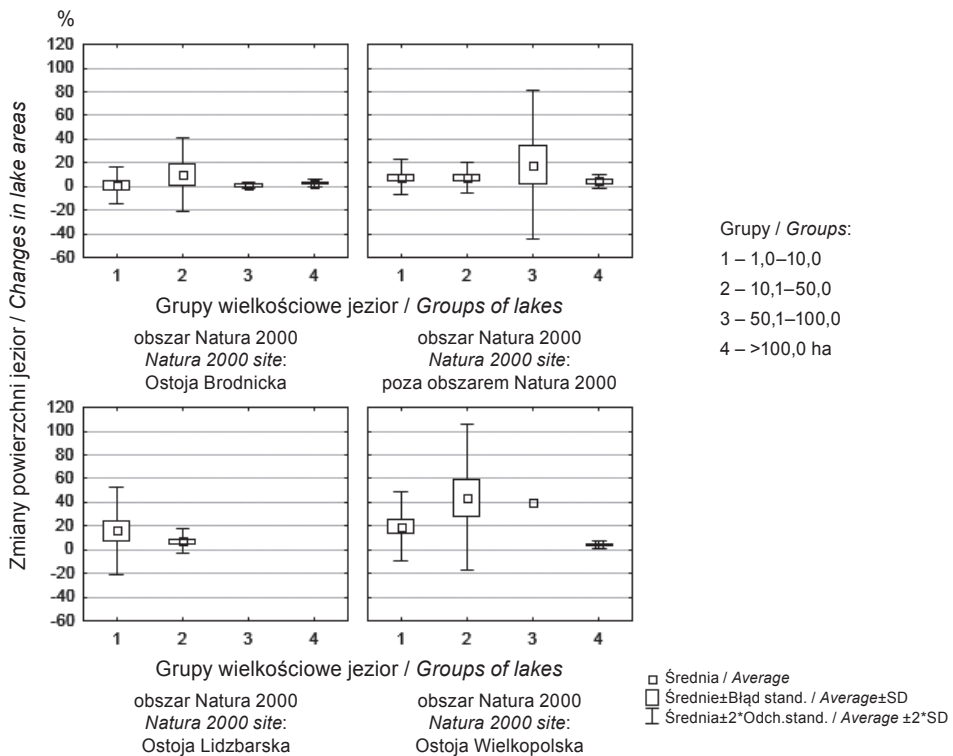 %
120
100
80
60
40
20
0
-20
-40
-60
1 2 3 4
1 2 3 4
Grupy wielkościowe jezior / Groups of lakes
obszar Natura 2000
Natura 2000 site:
Ostoja Brodnicka
obszar Natura 2000
Natura 2000 site:
poza obszarem Natura 2000
Zmiany powierzchni jezior / Changes in lake areas
Grupy / Groups:
1 – 1,0–10,0
2 – 10,1–50,0
3 – 50,1–100,0
4 – >100,0 ha
120
100
80
60
40
20
0
-20
-40
-60
1 2 3 4
1 2 3 4
Grupy wielkościowe jezior / Groups of lakes
obszar Natura 2000
Natura 2000 site:
Ostoja Lidzbarska
obszar Natura 2000
Natura 2000 site:
Ostoja Wielkopolska
Średnia / Average
Średnie±Błąd stand. / Average±SD
Średnia±2*Odch.stand. / Average ±2*SD